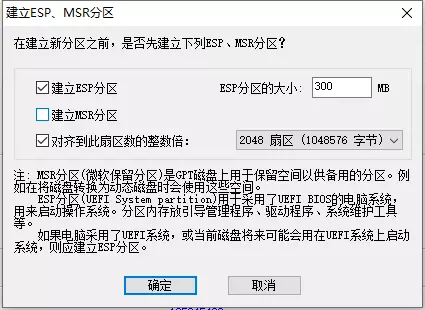 建立ESP、MSR分区
在建立新分区之前，是否先建立下列ESP、MSR分区？
建立ESP分区 ESP分区的大小: 300 MB
建立MSR分区
对齐到此扇区数的整数倍: 2048 扇区 (1048576 字节)
注: MSR分区(微软保留分区)是GPT磁盘上用于保留空间以供备用的分区。例
如在将磁盘转换为动态磁盘时会使用这些空间。
ESP分区(UEFI System partition)用于采用了UEFI BIOS的电脑系统，
用来启动操作系统。分区内存放引导管理程序、驱动程序、系统维护工具
等。
如果电脑采用了UEFI系统，或当前磁盘将来可能会用在UEFI系统上启动
系统，则应建立ESP分区。
确定 取消